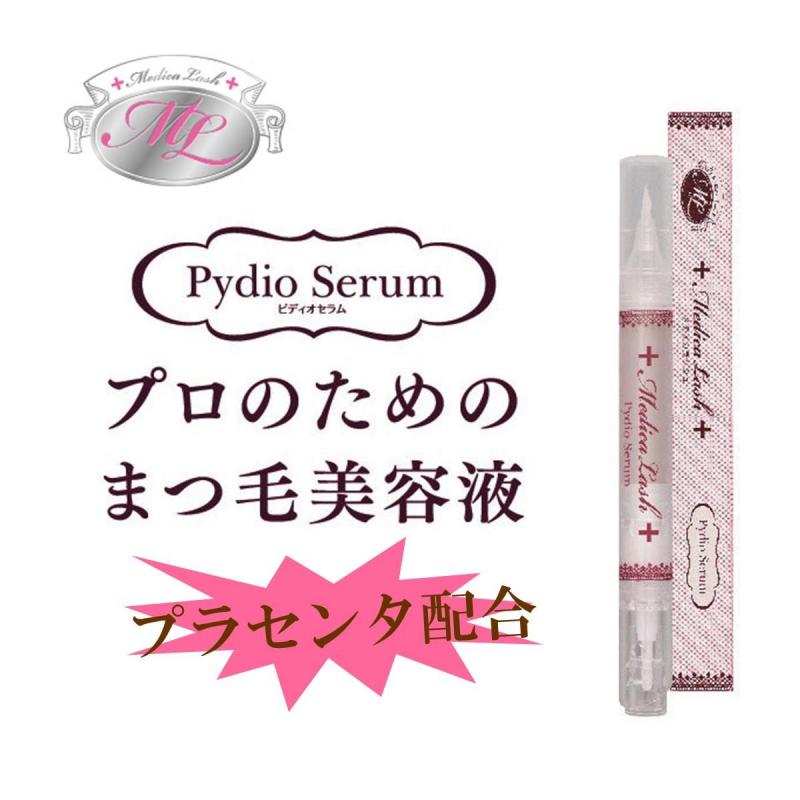 + Medica Lash +
ML
Pydio Serum
ピディオセラム
プロのための
まつ毛美容液
プラセンタ配合
+ Medica Lash +
Pydio Serum
ML
+ Medica Lash +
Pydio Serum